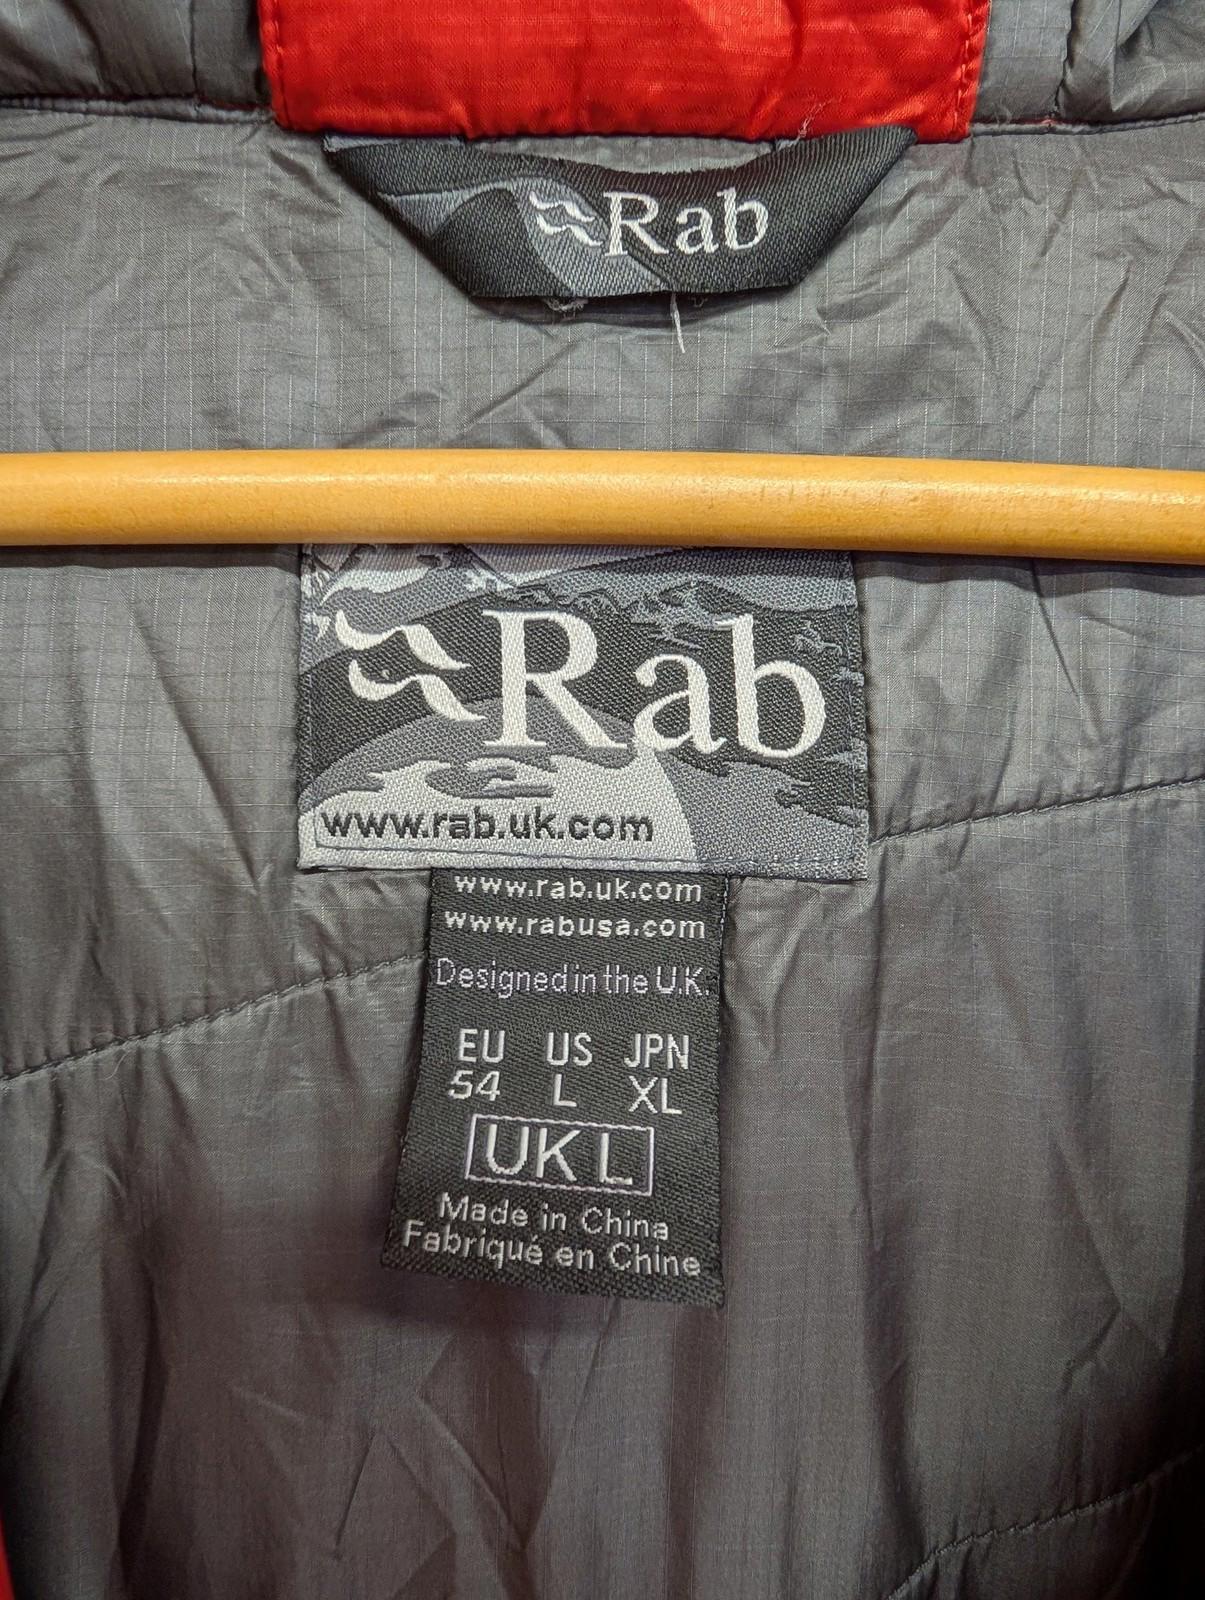 Rab
Rab
www.rab.uk.com
www.rab.uk.com
www.rabusa.com
Designed in the U.K.
EU US JPN
54 L XL
UK L
Made in China
Fabriqué en Chine